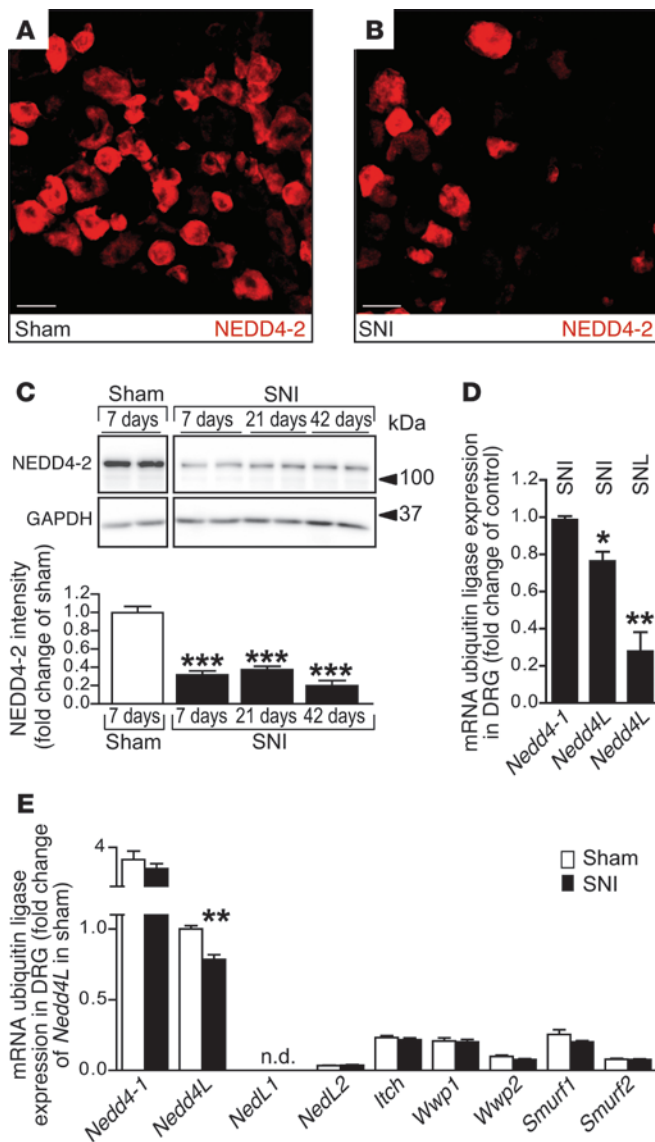 A
B
Sham NEDD4-2
SNI NEDD4-2
C
Sham SNI
7 days 7 days 21 days 42 days kDa
NEDD4-2
100
GAPDH
37
NEDD4-2 intensity
(fold change of sham)
1.2
1.0
0.8
0.6
0.4
0.2
0
*** *** ***
7 days 7 days 21 days 42 days
Sham SNI
D
SNI SNI SNL
mRNA ubiquitin ligase expression
in DRG (fold change of control)
1.0
0.8
0.6
0.4
0.2
0.0
* **
Nedd4-1 Nedd4L Nedd4L
E
mRNA ubiquitin ligase
expression in DRG (fold change
of Nedd4L in sham)
4
1.0
0.5
0.0
**
n.d.
Sham
SNI
Nedd4-1 Nedd4L NedL1 NedL2 Itch Wwp1 Wwp2 Smurf1 Smurf2